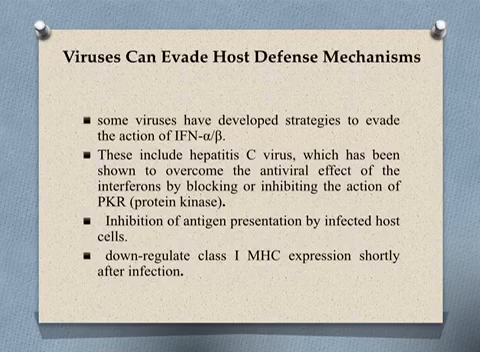 Viruses Can Evade Host Defense Mechanisms
■ some viruses have developed strategies to evade
the action of IFN-α/β.
■ These include hepatitis C virus, which has been
shown to overcome the antiviral effect of the
interferons by blocking or inhibiting the action of
PKR (protein kinase).
■ Inhibition of antigen presentation by infected host
cells.
■ down-regulate class I MHC expression shortly
after infection.